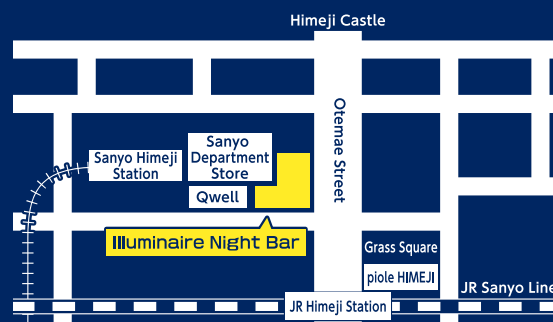 Himeji Castle
Otemae Street
Sanyo
Department
Store
Sanyo Himeji
Station
Qwell
Illuminaire Night Bar
Grass Square
piole HIMEJI
JR Sanyo Line
JR Himeji Station